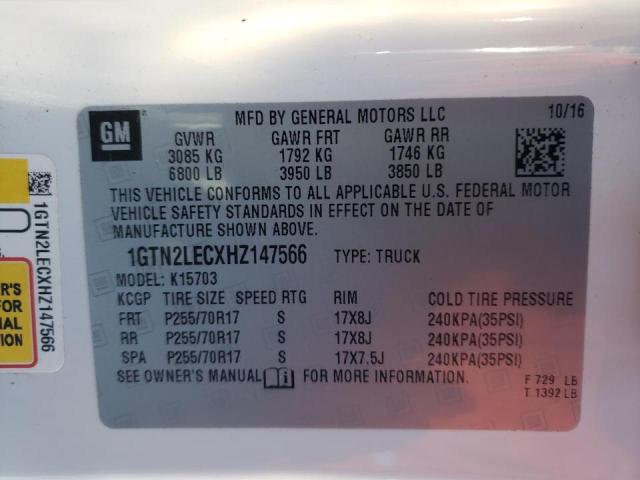 GM
MFD BY GENERAL MOTORS LLC
10/16
GVWR GAWR FRT GAWR RR
3085 KG 1792 KG 1746 KG
6800 LB 3950 LB 3850 LB
THIS VEHICLE CONFORMS TO ALL APPLICABLE U.S. FEDERAL MOTOR
VEHICLE SAFETY STANDARDS IN EFFECT ON THE DATE OF
MANUFACTURE SHOWN ABOVE.
1GTN2LECXHZ147566 TYPE: TRUCK
MODEL: K15703
KCGP TIRE SIZE SPEED RTG RIM COLD TIRE PRESSURE
FRT P255/70R17 S 17X8J 240KPA(35PSI)
RR P255/70R17 S 17X8J 240KPA(35PSI)
SPA P255/70R17 S 17X7.5J 240KPA(35PSI)
SEE OWNER'S MANUAL FOR MORE INFORMATION.
F 729 LB
T 1392 LB
1GTN2LECXHZ147566
ER'S
FOR
NAL
ION